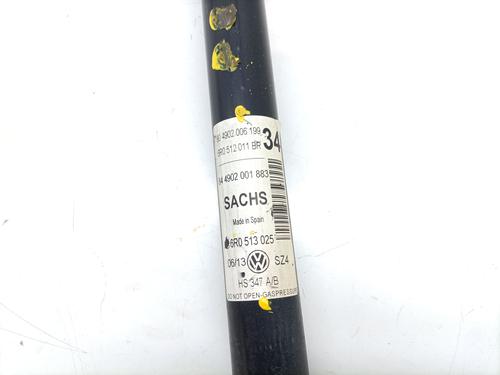 4902.006.199
6R0 512 011 BR
34
4902 001 883
SACHS
Made in Spain
6R0 513 025
06/13 SZ4
HS 347 A/B
DO NOT OPEN-GASPRESSURE